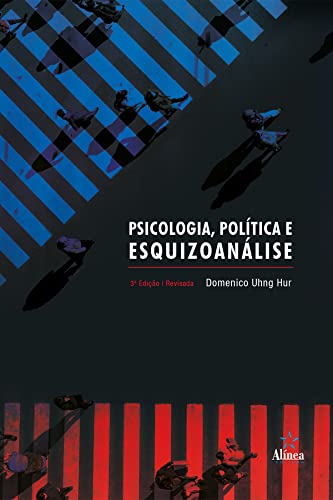 PSICOLOGIA, POLÍTICA E
ESQUIZOANÁLISE
3ª Edição | Revisada
Domenico Uhng Hur
Alínea